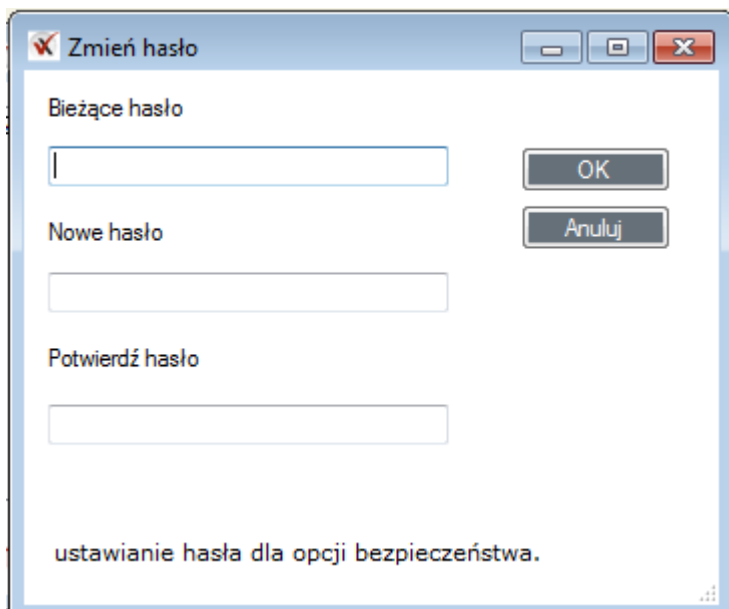 Zmień hasło
Bieżące hasło
OK
Anuluj
Nowe hasło
Potwierdź hasło
ustawianie hasła dla opcji bezpieczeństwa.